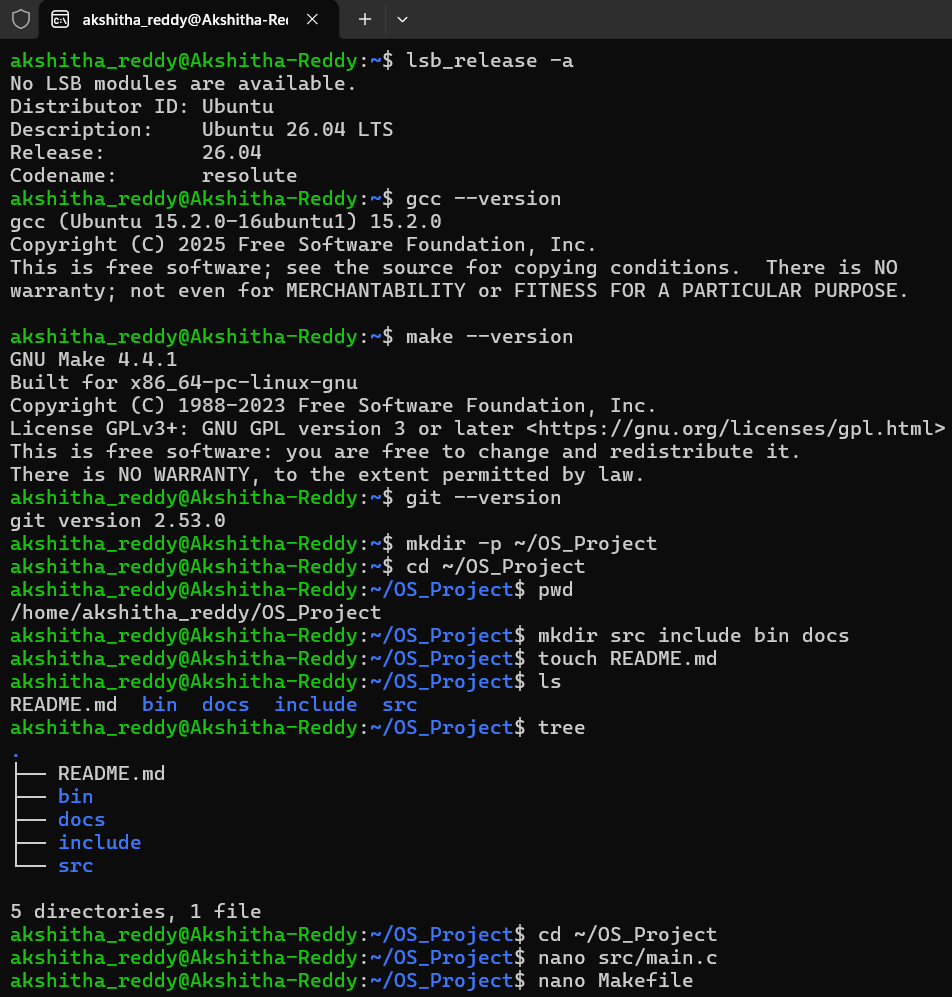 akshitha_reddy@Akshitha-Re
akshitha_reddy@Akshitha-Reddy:~$ lsb_release -a
No LSB modules are available.
Distributor ID: Ubuntu
Description:    Ubuntu 26.04 LTS
Release:        26.04
Codename:       resolute
akshitha_reddy@Akshitha-Reddy:~$ gcc --version
gcc (Ubuntu 15.2.0-16ubuntu1) 15.2.0
Copyright (C) 2025 Free Software Foundation, Inc.
This is free software; see the source for copying conditions.  There is NO
warranty; not even for MERCHANTABILITY or FITNESS FOR A PARTICULAR PURPOSE.

akshitha_reddy@Akshitha-Reddy:~$ make --version
GNU Make 4.4.1
Built for x86_64-pc-linux-gnu
Copyright (C) 1988-2023 Free Software Foundation, Inc.
License GPLv3+: GNU GPL version 3 or later <https://gnu.org/licenses/gpl.html>
This is free software: you are free to change and redistribute it.
There is NO WARRANTY, to the extent permitted by law.
akshitha_reddy@Akshitha-Reddy:~$ git --version
git version 2.53.0
akshitha_reddy@Akshitha-Reddy:~$ mkdir -p ~/OS_Project
akshitha_reddy@Akshitha-Reddy:~$ cd ~/OS_Project
akshitha_reddy@Akshitha-Reddy:~/OS_Project$ pwd
/home/akshitha_reddy/OS_Project
akshitha_reddy@Akshitha-Reddy:~/OS_Project$ mkdir src include bin docs
akshitha_reddy@Akshitha-Reddy:~/OS_Project$ touch README.md
akshitha_reddy@Akshitha-Reddy:~/OS_Project$ ls
README.md  bin  docs  include  src
akshitha_reddy@Akshitha-Reddy:~/OS_Project$ tree
.
├── README.md
├── bin
├── docs
├── include
└── src

5 directories, 1 file
akshitha_reddy@Akshitha-Reddy:~/OS_Project$ cd ~/OS_Project
akshitha_reddy@Akshitha-Reddy:~/OS_Project$ nano src/main.c
akshitha_reddy@Akshitha-Reddy:~/OS_Project$ nano Makefile